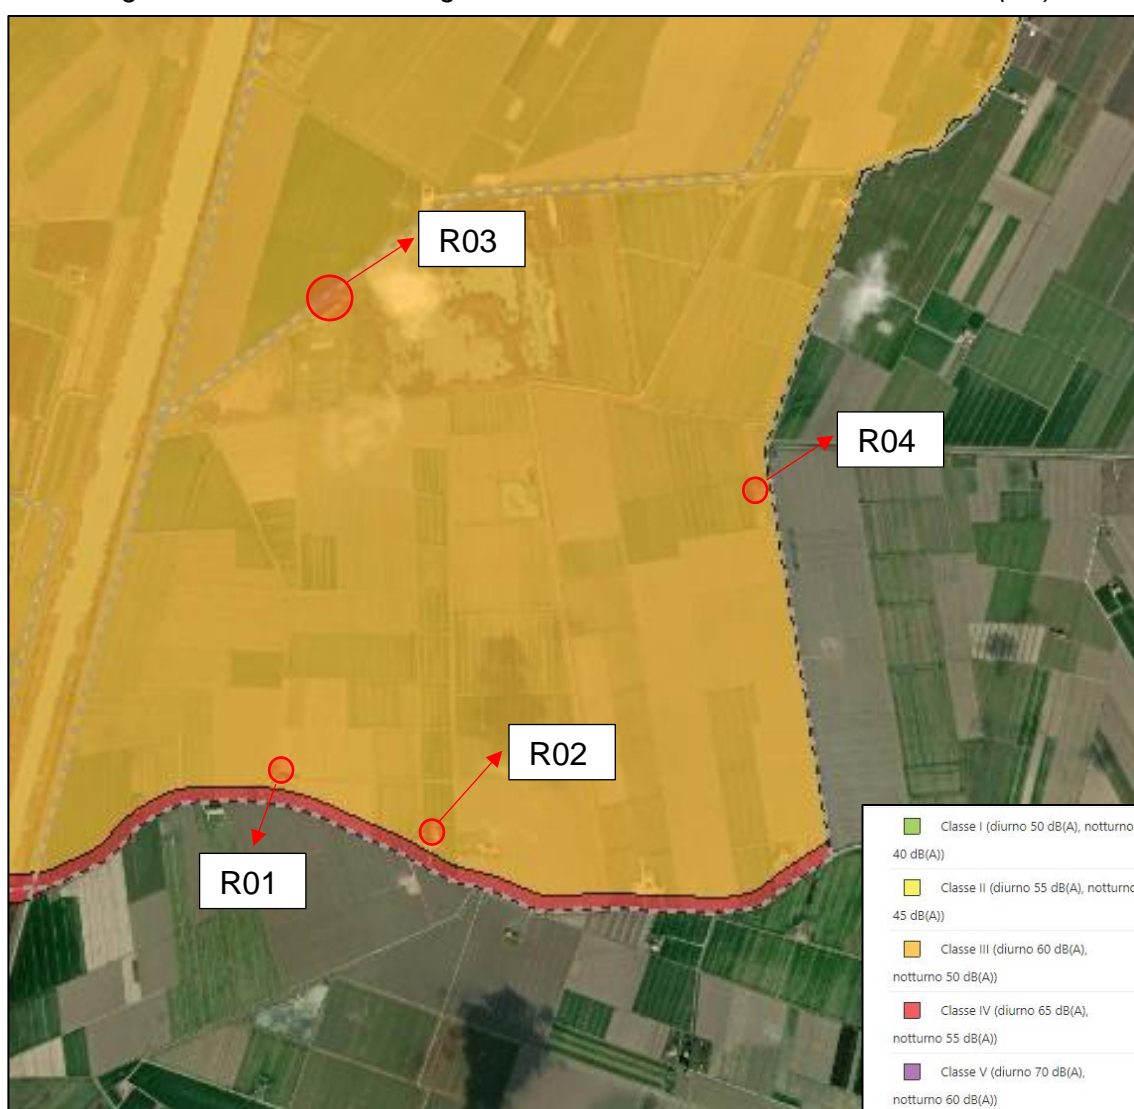 R03
R04
R02
R01
Classe I (diurno 50 dB(A), notturno
40 dB(A))
Classe II (diurno 55 dB(A), notturno
45 dB(A))
Classe III (diurno 60 dB(A),
notturno 50 dB(A))
Classe IV (diurno 65 dB(A),
notturno 55 dB(A))
Classe V (diurno 70 dB(A),
notturno 60 dB(A))